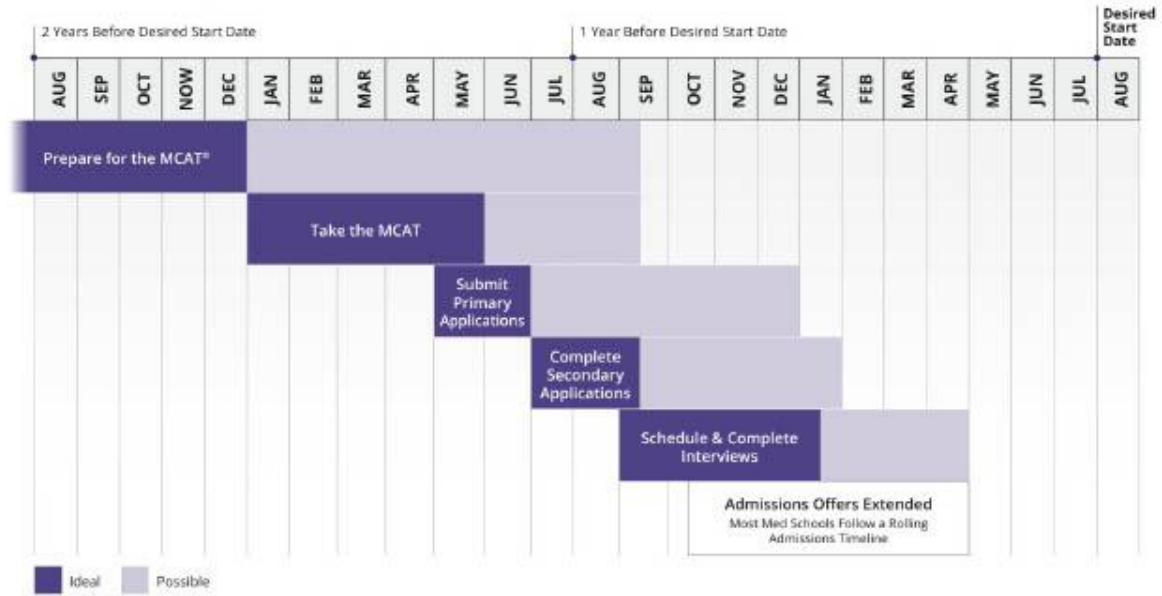 2 Years Before Desired Start Date
1 Year Before Desired Start Date
Desired
Start
Date
AUG SEP OCT NOV DEC JAN FEB MAR APR MAY JUN JUL AUG SEP OCT NOV DEC JAN FEB MAR APR MAY JUN JUL AUG
Prepare for the MCAT®
Take the MCAT
Submit
Primary
Applications
Complete
Secondary
Applications
Schedule & Complete
Interviews
Admissions Offers Extended
Most Med Schools Follow a Rolling
Admissions Timeline
Ideal
Possible